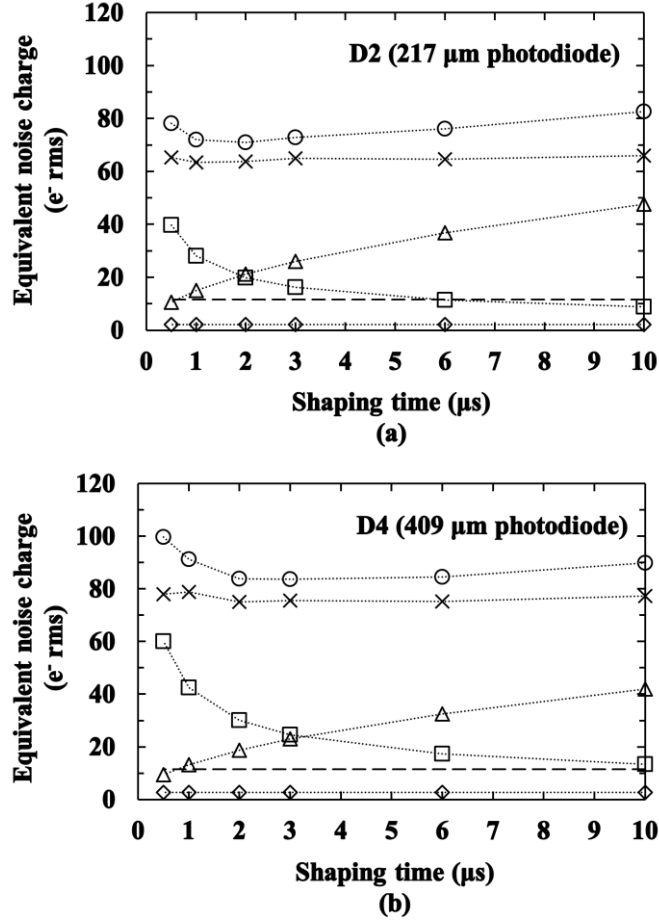 120
D2 (217 µm photodiode)
100
80
60
40
20
0
Equivalent noise charge
(e⁻ rms)
0 1 2 3 4 5 6 7 8 9 10
Shaping time (µs)
(a)
120
D4 (409 µm photodiode)
100
80
60
40
20
0
Equivalent noise charge
(e⁻ rms)
0 1 2 3 4 5 6 7 8 9 10
Shaping time (µs)
(b)